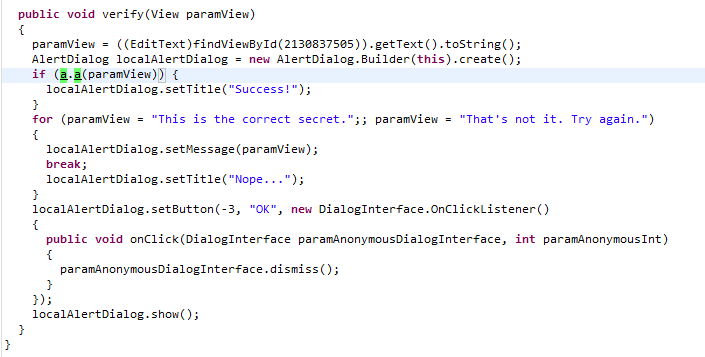 public void verify(View paramView)
{
paramView = ((EditText)findViewById(2130837505)).getText().toString();
AlertDialog localAlertDialog = new AlertDialog.Builder(this).create();
if (a.a(paramView)) {
localAlertDialog.setTitle("Success!");
}
for (paramView = "This is the correct secret.";; paramView = "That's not it. Try again.")
{
localAlertDialog.setMessage(paramView);
break;
localAlertDialog.setTitle("Nope...");
}
localAlertDialog.setButton(-3, "OK", new DialogInterface.OnClickListener()
{
public void onClick(DialogInterface paramAnonymousDialogInterface, int paramAnonymousInt)
{
paramAnonymousDialogInterface.dismiss();
}
});
localAlertDialog.show();
}
}